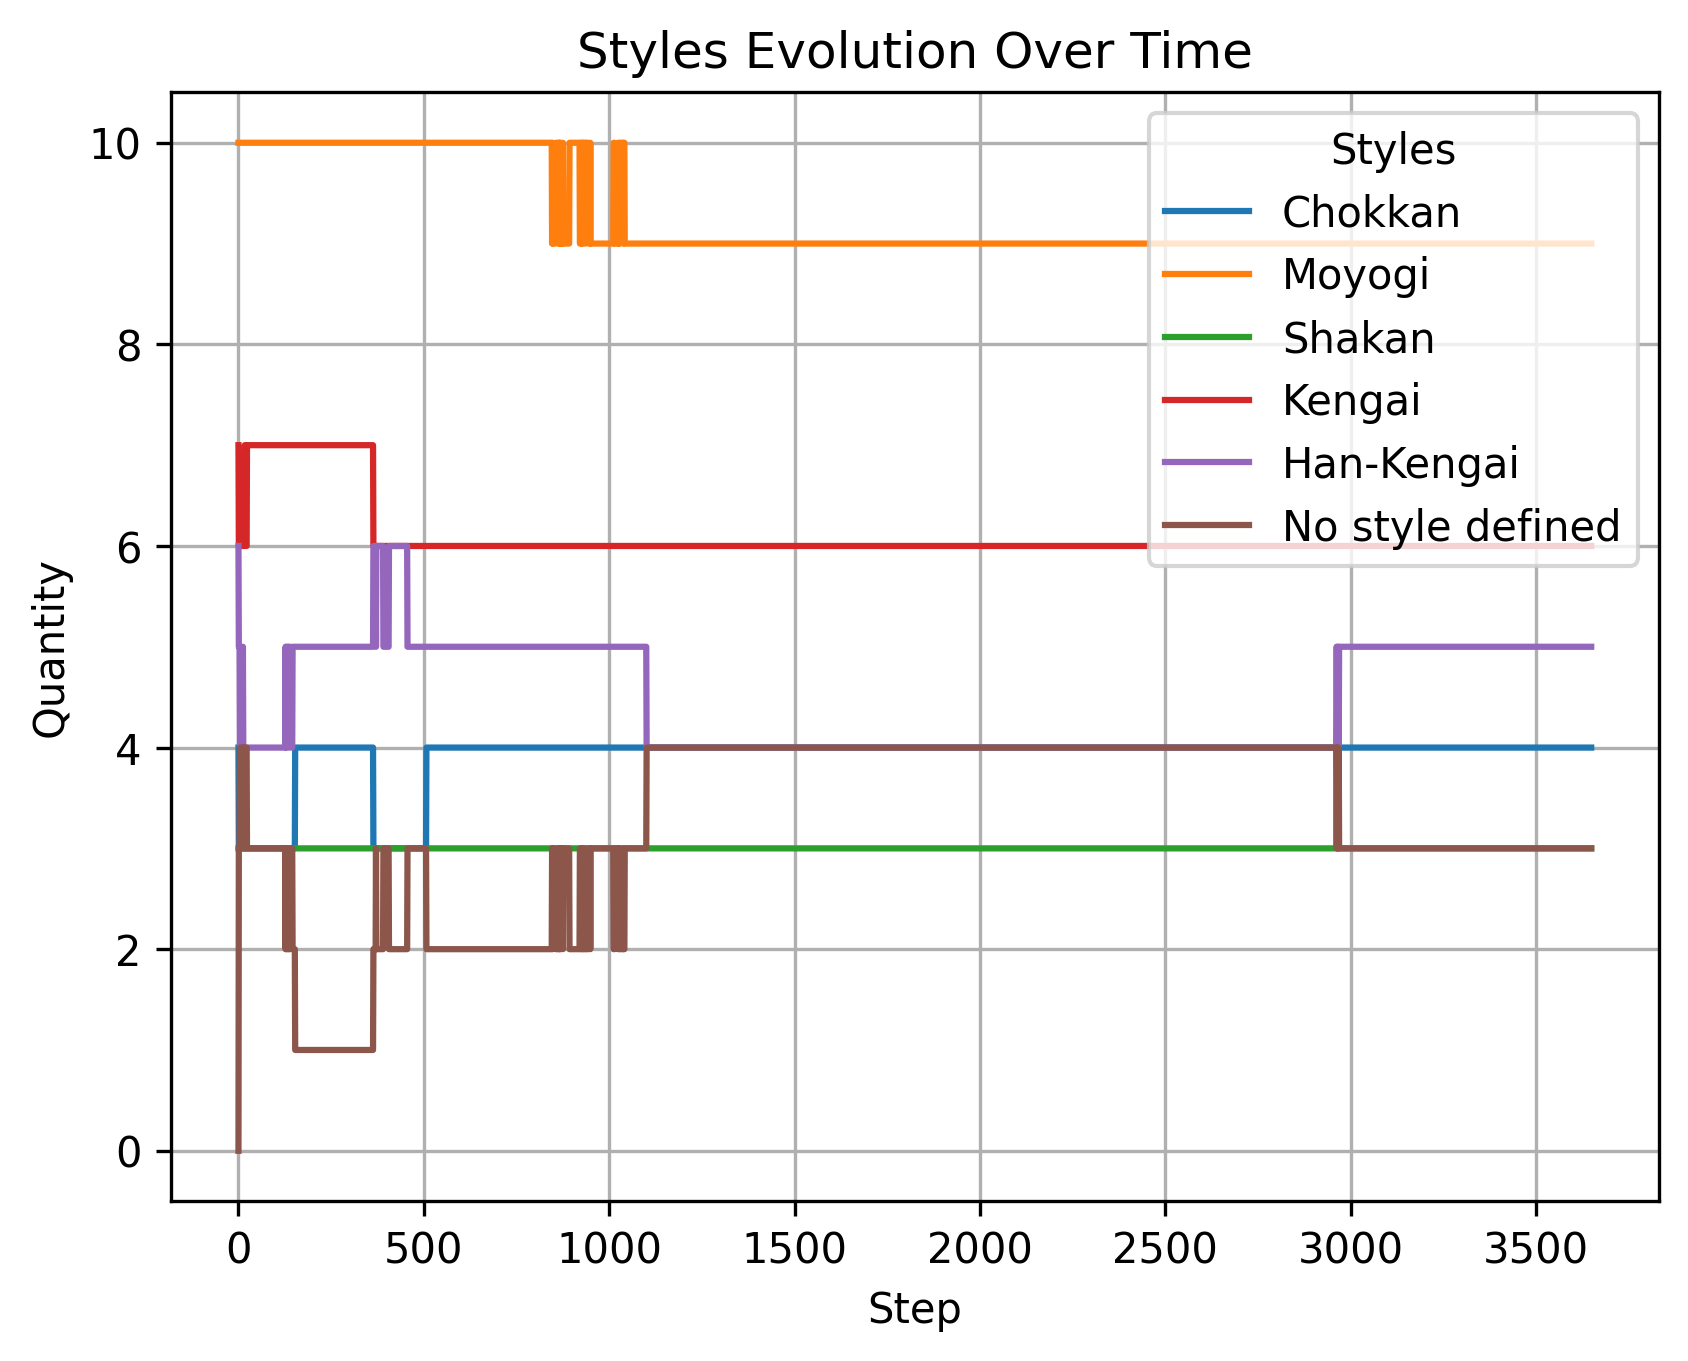 Styles Evolution Over Time
Quantity
10
8
6
4
2
0
Styles
Chokkan
Moyogi
Shakan
Kengai
Han-Kengai
No style defined
0 500 1000 1500 2000 2500 3000 3500
Step